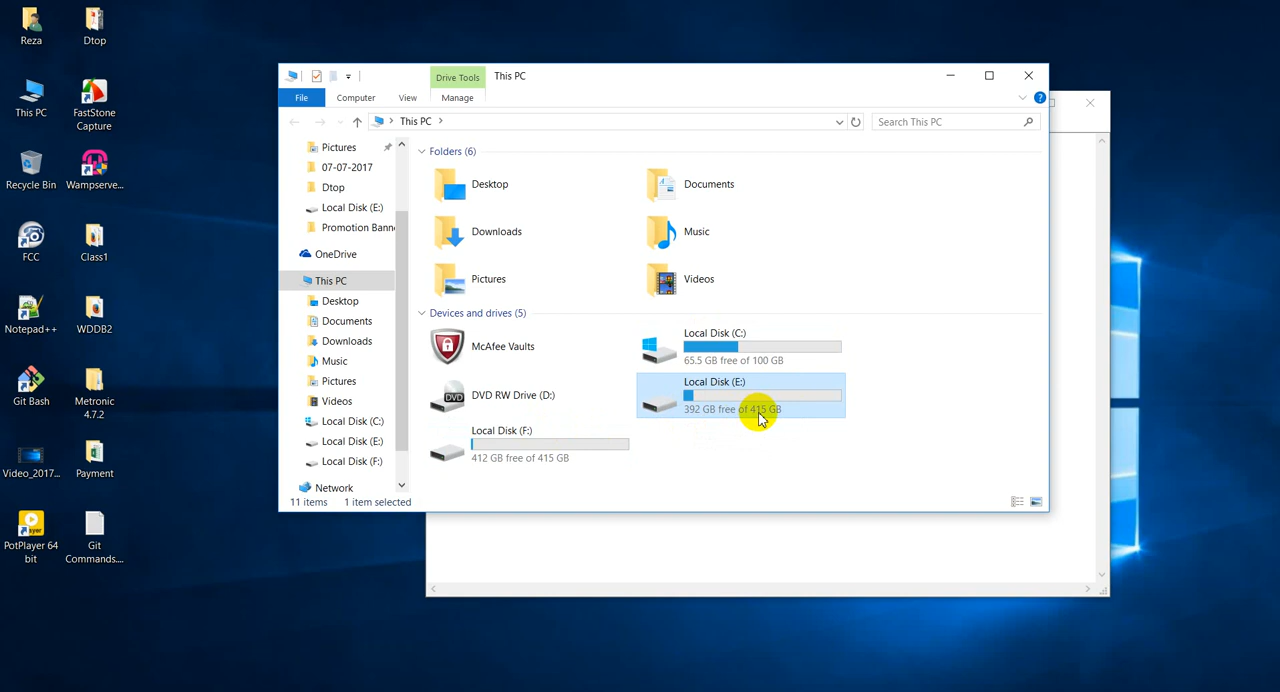 Reza
Dtop
This PC
FastStone
Capture
Recycle Bin
Wampserve...
FCC
Class1
Notepad++
WDDB2
Git Bash
Metronic
4.7.2
Video_2017...
Payment
PotPlayer 64
bit
Git
Commands....
Drive Tools
This PC
File
Computer
View
Manage
This PC
Search This PC
Pictures
07-07-2017
Dtop
Local Disk (E:)
Promotion Bann
OneDrive
This PC
Desktop
Documents
Downloads
Music
Pictures
Videos
Local Disk (C:)
Local Disk (E:)
Local Disk (F:)
Network
Folders (6)
Desktop
Documents
Downloads
Music
Pictures
Videos
Devices and drives (5)
McAfee Vaults
Local Disk (C:)
65.5 GB free of 100 GB
DVD
DVD RW Drive (D:)
Local Disk (E:)
392 GB free of 415 GB
Local Disk (F:)
412 GB free of 415 GB
11 items
1 item selected